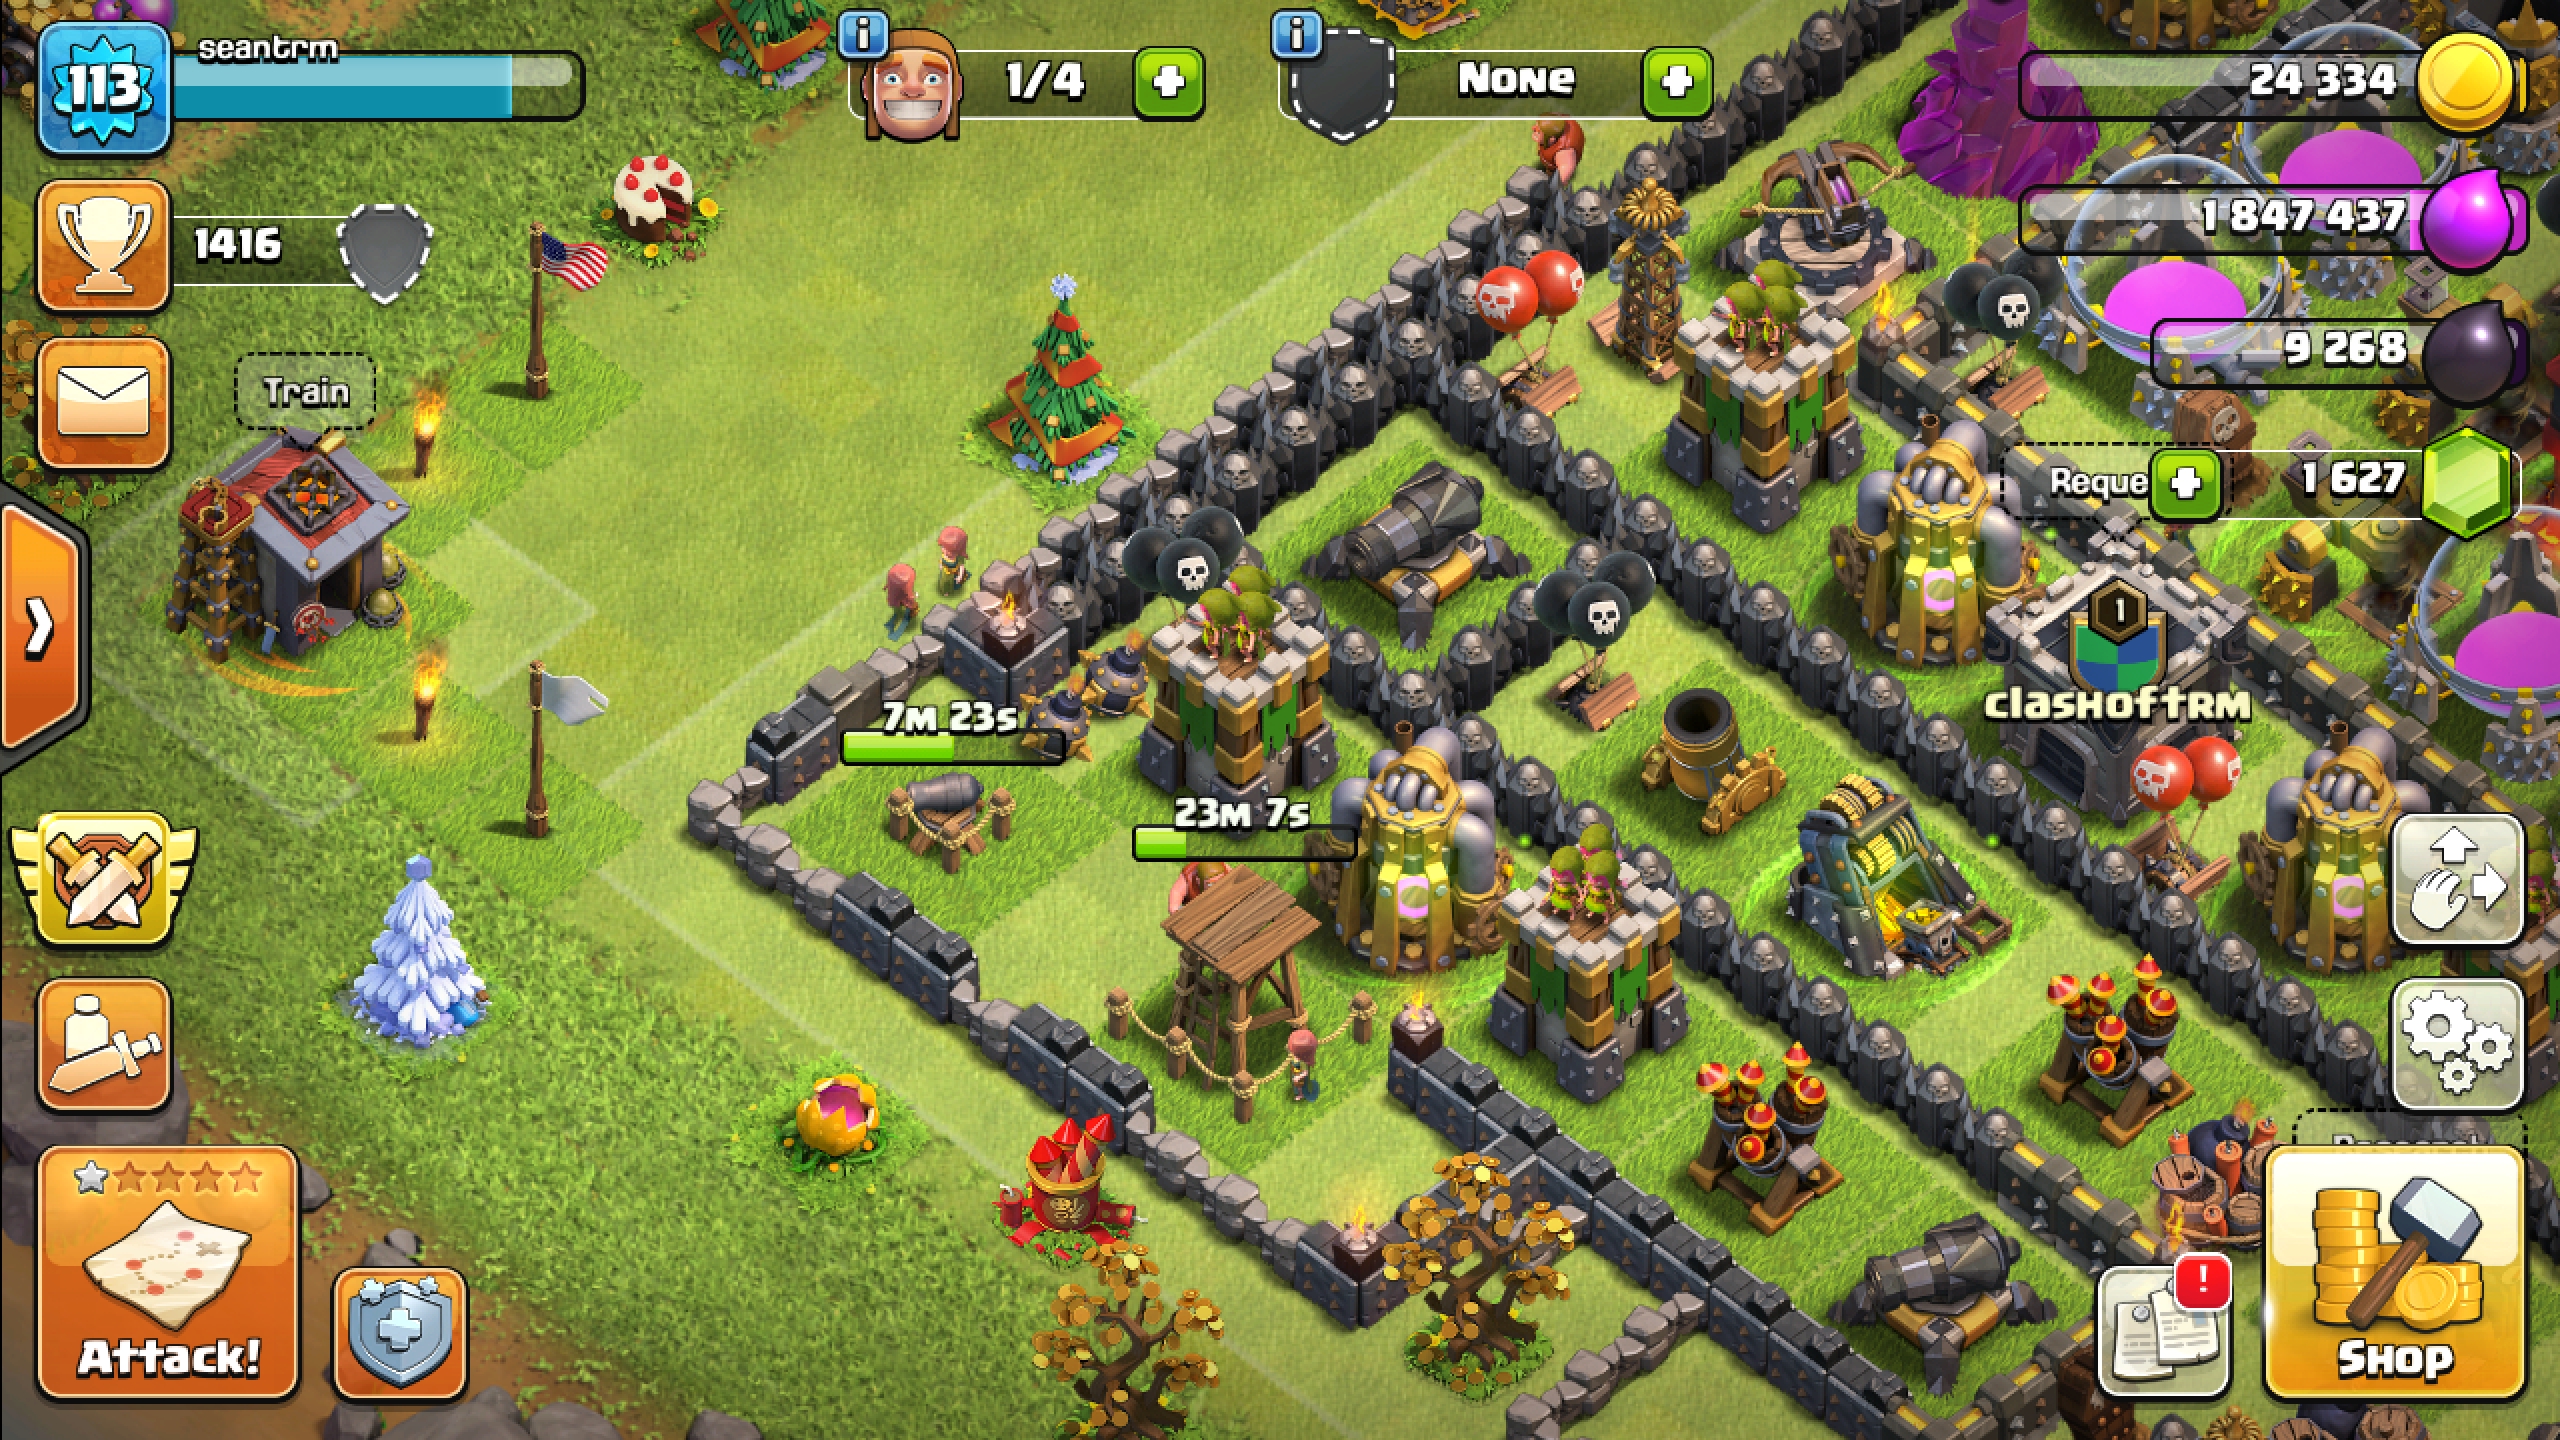 113
seantrm
1/4
None
24 334
1416
1 847 437
9 268
Train
Reque
1 627
1
clashoftrm
7m 23s
23m 7s
Attack!
!
Shop